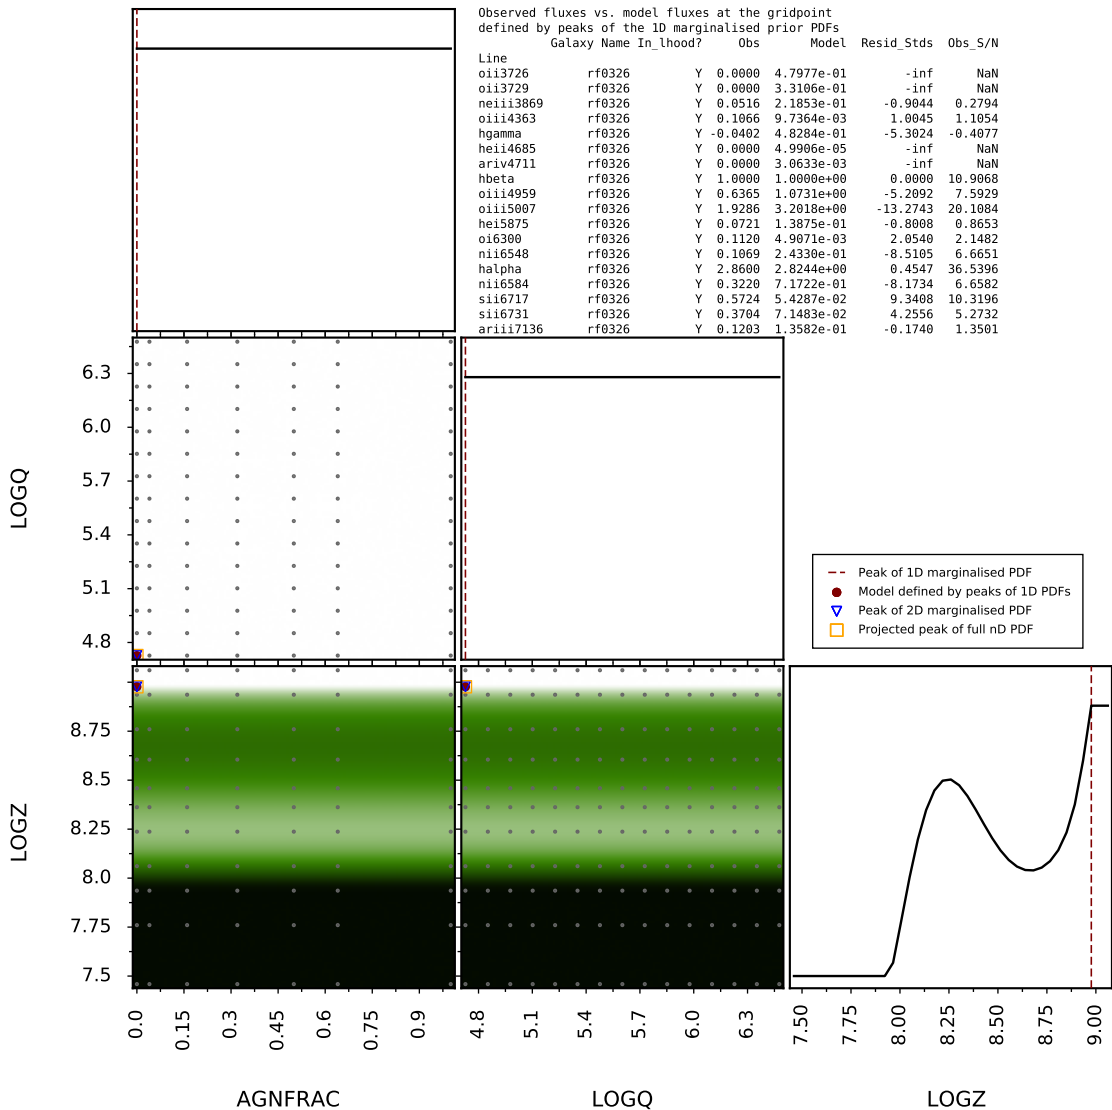 Observed fluxes vs. model fluxes at the gridpoint
defined by peaks of the 1D marginalised prior PDFs
Galaxy Name In_lhood? Obs Model Resid_Stds Obs_S/N
Line
oii3726 rf0326 Y 0.0000 4.7977e-01 -inf NaN
oii3729 rf0326 Y 0.0000 3.3106e-01 -inf NaN
neiii3869 rf0326 Y 0.0516 2.1853e-01 -0.9044 0.2794
oiii4363 rf0326 Y 0.1066 9.7364e-03 1.0045 1.1054
hgamma rf0326 Y -0.0402 4.8284e-01 -5.3024 -0.4077
heii4685 rf0326 Y 0.0000 4.9906e-05 -inf NaN
ariv4711 rf0326 Y 0.0000 3.0633e-03 -inf NaN
hbeta rf0326 Y 1.0000 1.0000e+00 0.0000 10.9068
oiii4959 rf0326 Y 0.6365 1.0731e+00 -5.2092 7.5929
oiii5007 rf0326 Y 1.9286 3.2018e+00 -13.2743 20.1084
hei5875 rf0326 Y 0.0721 1.3875e-01 -0.8008 0.8653
oi6300 rf0326 Y 0.1120 4.9071e-03 2.0540 2.1482
nii6548 rf0326 Y 0.1069 2.4330e-01 -8.5105 6.6651
halpha rf0326 Y 2.8600 2.8244e+00 0.4547 36.5396
nii6584 rf0326 Y 0.3220 7.1722e-01 -8.1734 6.6582
sii6717 rf0326 Y 0.5724 5.4287e-02 9.3408 10.3196
sii6731 rf0326 Y 0.3704 7.1483e-02 4.2556 5.2732
ariii7136 rf0326 Y 0.1203 1.3582e-01 -0.1740 1.3501
6.3
6.0
5.7
5.4
5.1
4.8
LOGQ
Peak of 1D marginalised PDF
Model defined by peaks of 1D PDFs
Peak of 2D marginalised PDF
Projected peak of full nD PDF
8.75
8.5
8.25
8.0
7.75
7.5
LOGZ
0.0 0.15 0.3 0.45 0.6 0.75 0.9
4.8 5.1 5.4 5.7 6.0 6.3
7.50 7.75 8.00 8.25 8.50 8.75 9.00
AGNFRAC LOGQ LOGZ